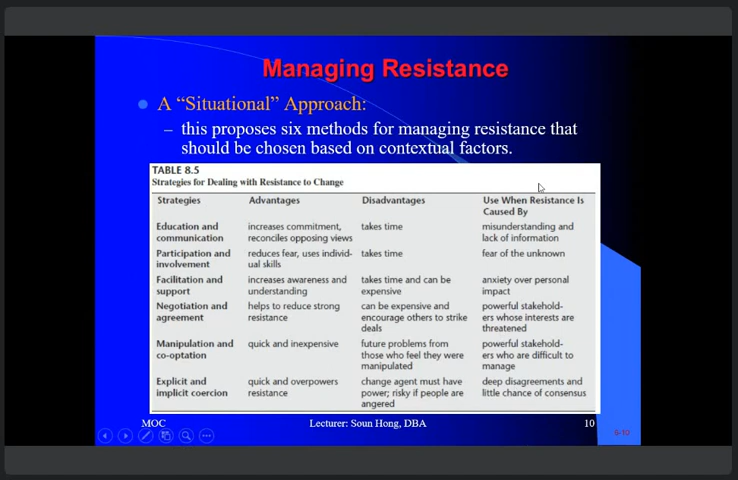 Managing Resistance
A “Situational” Approach:
– this proposes six methods for managing resistance that
should be chosen based on contextual factors.
TABLE 8.5
Strategies for Dealing with Resistance to Change
Strategies Advantages Disadvantages Use When Resistance Is
Caused By
Education and increases commitment, takes time misunderstanding and
communication reconciles opposing views lack of information
Participation and reduces fear, uses individ- takes time fear of the unknown
involvement ual skills
Facilitation and increases awareness and takes time and can be anxiety over personal
support understanding expensive impact
Negotiation and helps to reduce strong can be expensive and powerful stakehold-
agreement resistance encourage others to strike ers whose interests are
deals threatened
Manipulation and quick and inexpensive future problems from powerful stakehold-
co-optation those who feel they were ers who are difficult to
manipulated manage
Explicit and quick and overpowers change agent must have deep disagreements and
implicit coercion resistance power; risky if people are little chance of consensus
angered
MOC Lecturer: Soun Hong, DBA 10
6-10